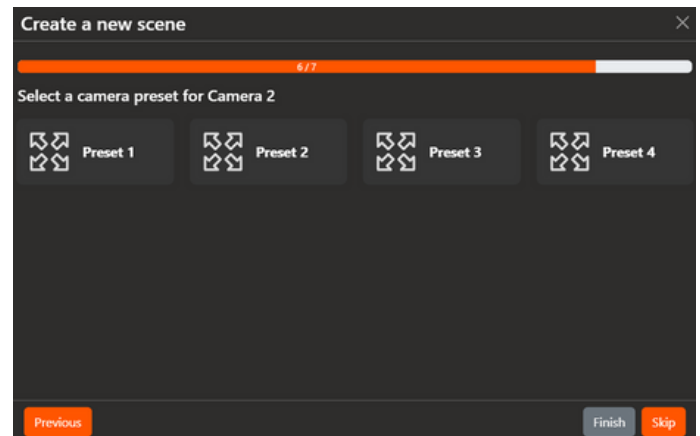 Create a new scene
6/7
Select a camera preset for Camera 2
Preset 1 Preset 2 Preset 3 Preset 4
Previous Finish Skip